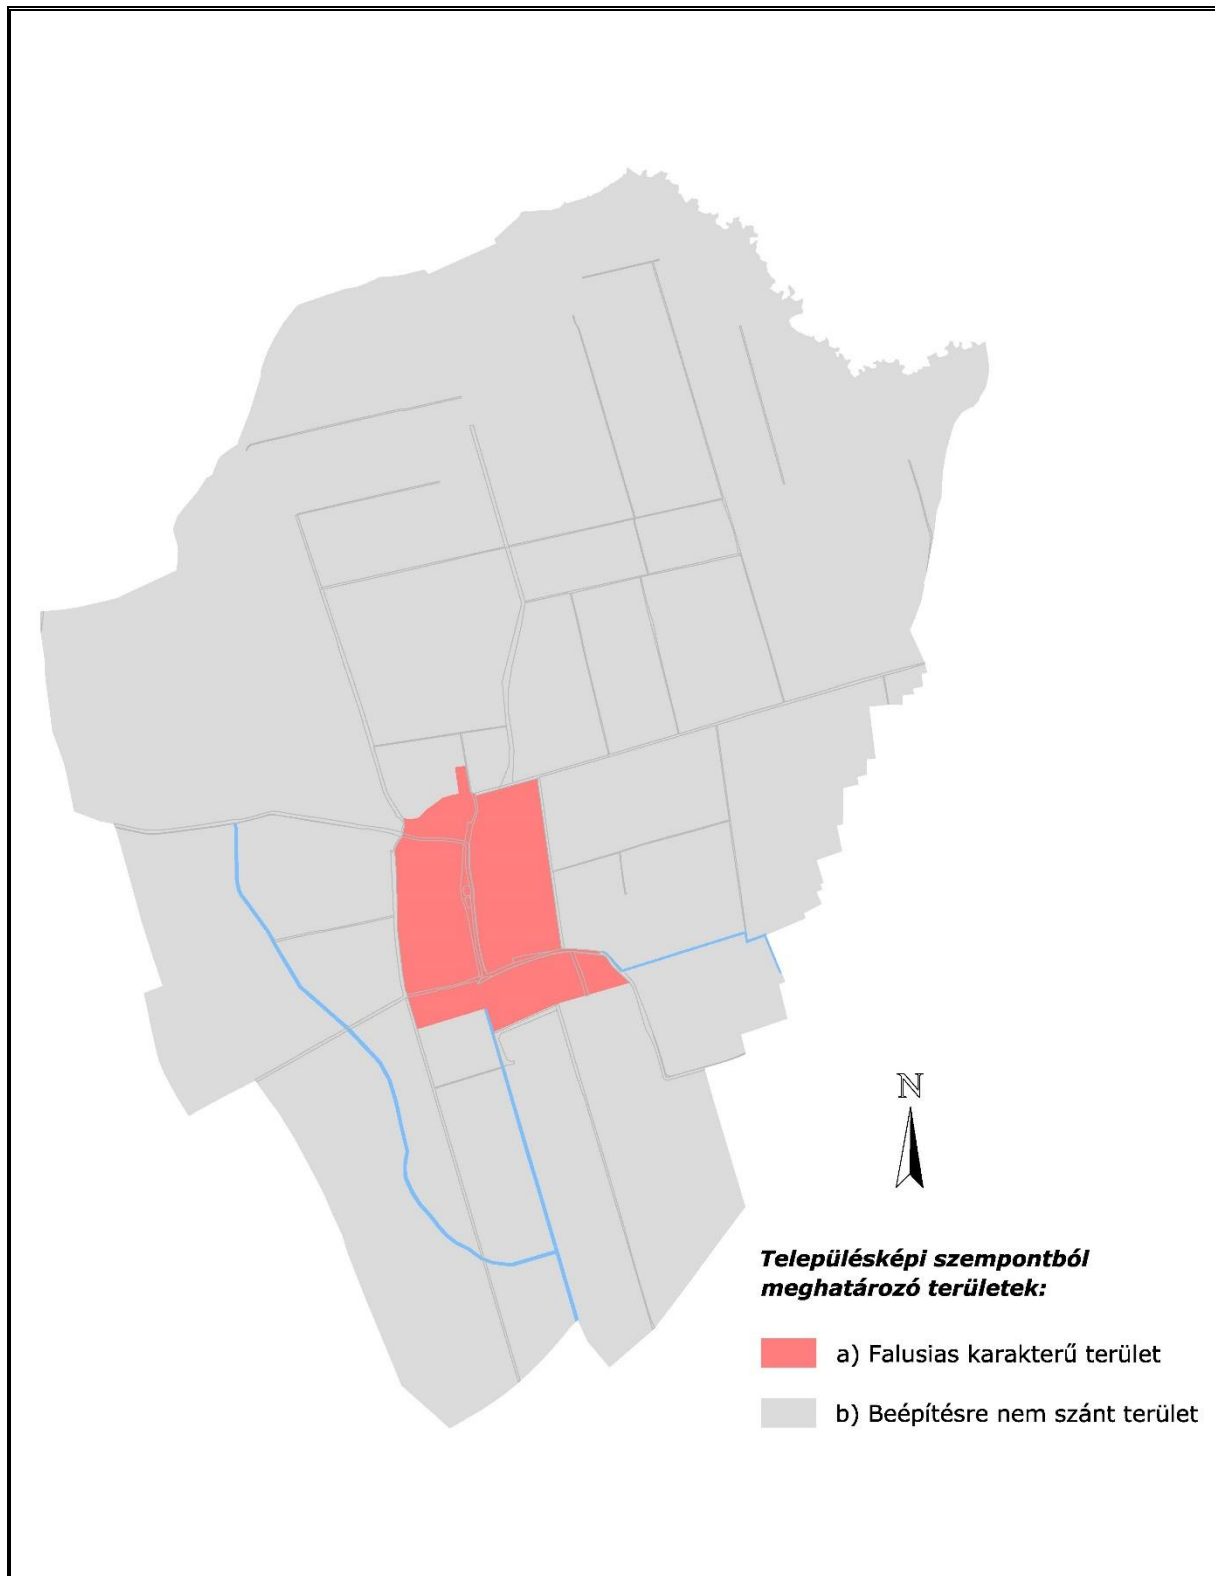 N
Településképi szempontból
meghatározó területek:
a) Falusias karakterű terület
b) Beépítésre nem szánt terület